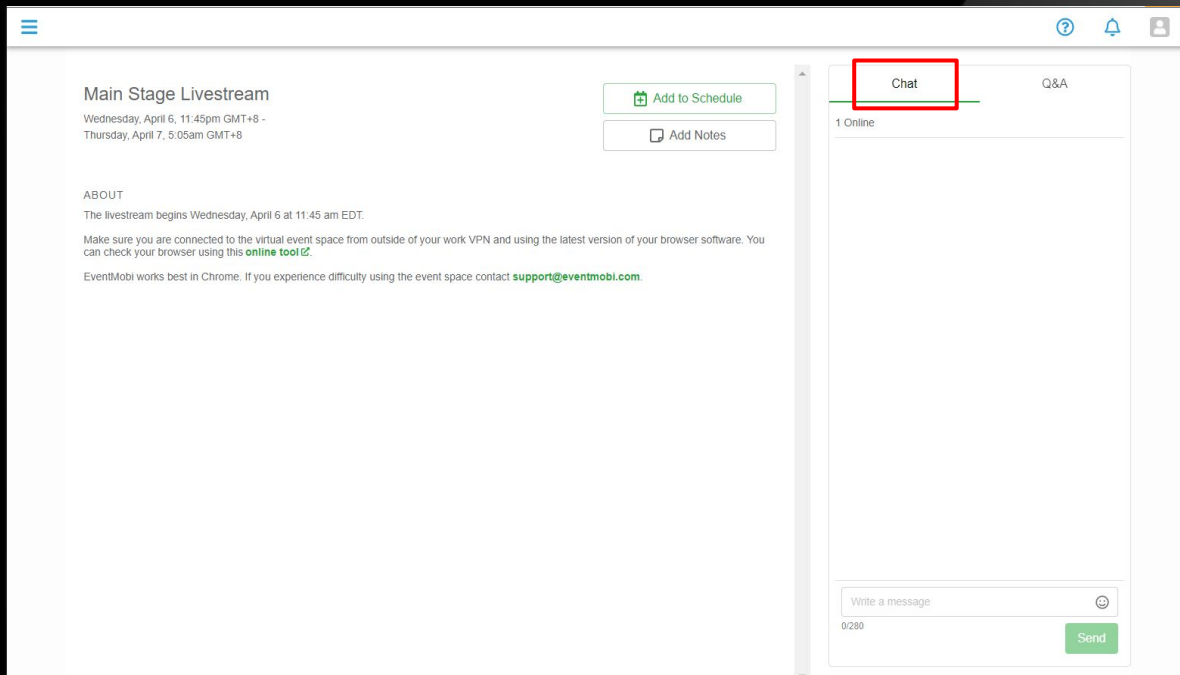 Main Stage Livestream
Wednesday, April 6, 11:45pm GMT+8 -
Thursday, April 7, 5:05am GMT+8
Add to Schedule
Add Notes
ABOUT
The livestream begins Wednesday, April 6 at 11:45 am EDT.
Make sure you are connected to the virtual event space from outside of your work VPN and using the latest version of your browser software. You
can check your browser using this online tool.
EventMobi works best in Chrome. If you experience difficulty using the event space contact support@eventmobi.com.
Chat
Q&A
1 Online
Write a message
0/280
Send